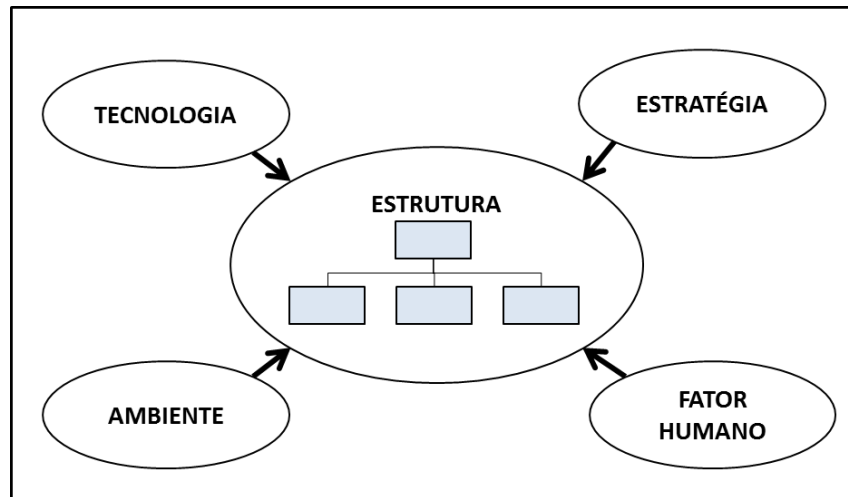 TECNOLOGIA
ESTRATÉGIA
ESTRUTURA
AMBIENTE
FATOR
HUMANO